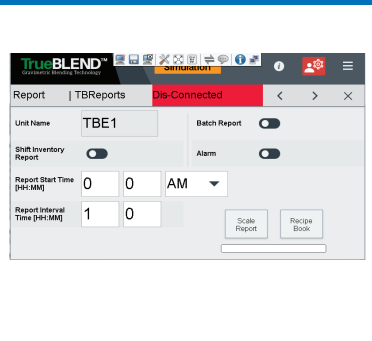 TrueBLEND™
Gravimetric Blending Technology
Simulation
Report | TBReports Dis-Connected
Unit Name TBE1 Batch Report
Shift Inventory Report Alarm
Report Start Time [HH:MM] 0 0 AM
Report Interval Time [HH:MM] 1 0
Scale Report Recipe Book